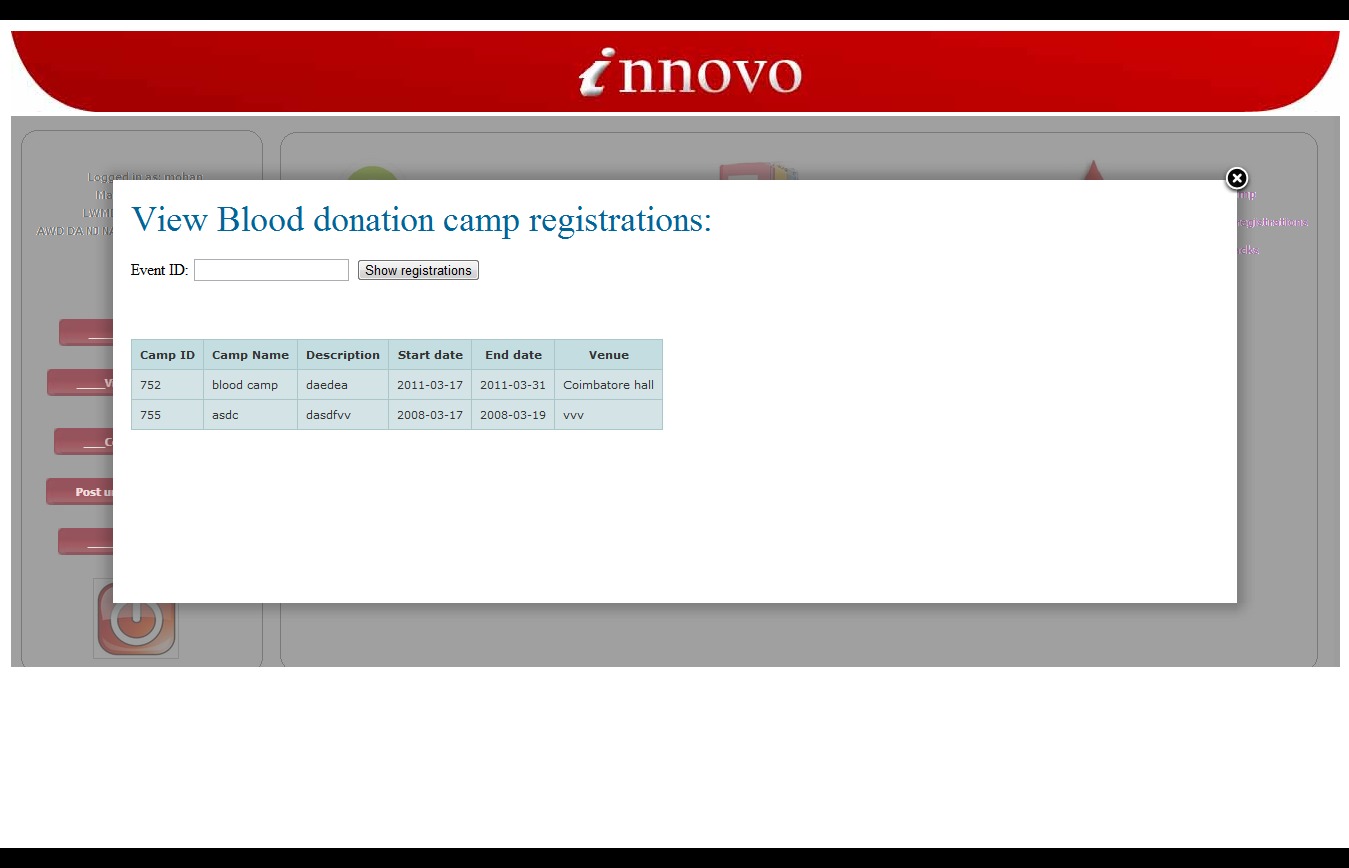 innovo
Logged in as: mohan
View Blood donation camp registrations:
Event ID: Show registrations
registrations
Camp ID Camp Name Description Start date End date Venue
752 blood camp daedea 2011-03-17 2011-03-31 Coimbatore hall
755 asdc dasdfvv 2008-03-17 2008-03-19 vvv
Post